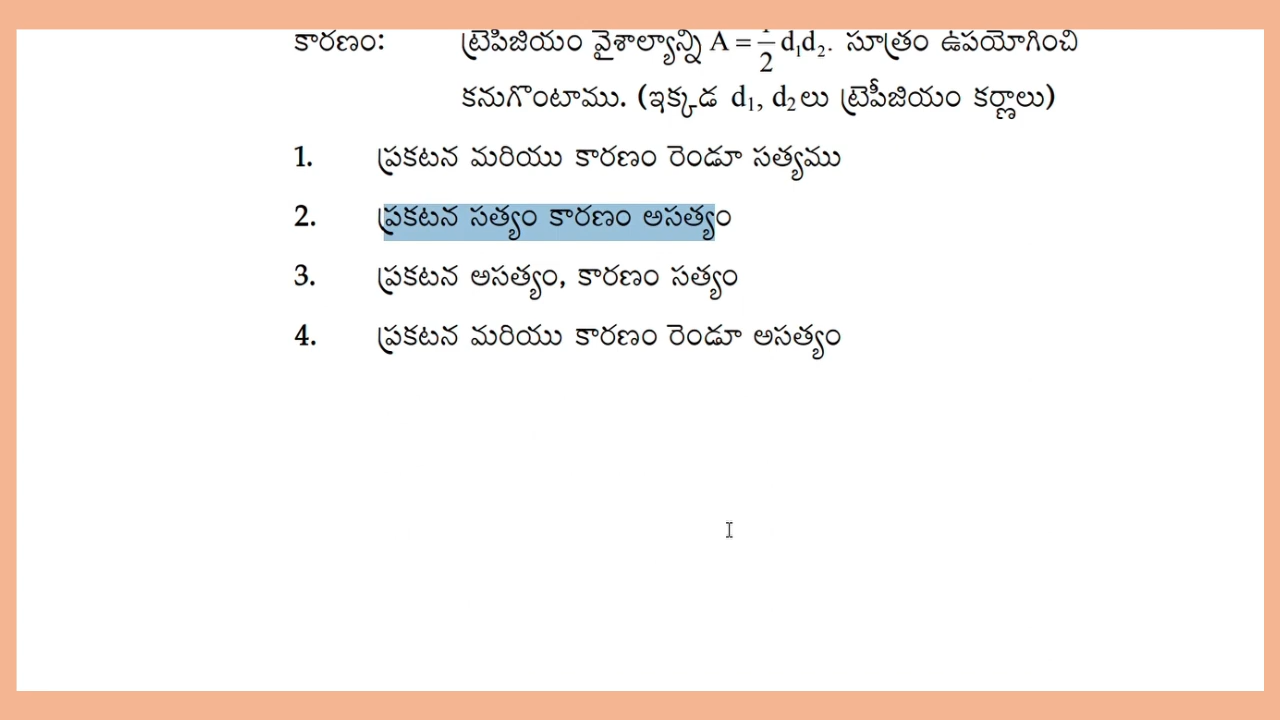 కారణం: ట్రెపిజియం వైశాల్యాన్ని A = 1/2 d₁d₂. సూత్రం ఉపయోగించి
కనుగొంటాము. (ఇక్కడ d₁, d₂లు ట్రెపీజియం కర్ణాలు)
1. ప్రకటన మరియు కారణం రెండూ సత్యము
2. ప్రకటన సత్యం కారణం అసత్యం
3. ప్రకటన అసత్యం, కారణం సత్యం
4. ప్రకటన మరియు కారణం రెండూ అసత్యం